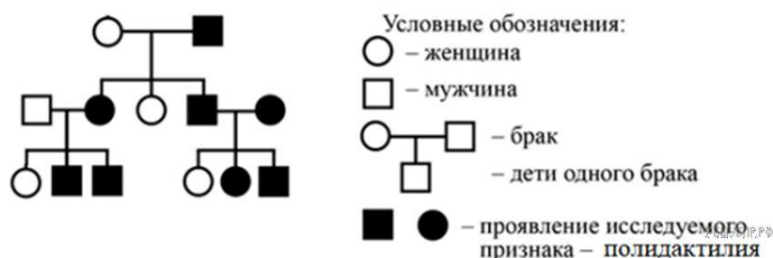 Условные обозначения:
– женщина
– мужчина
– брак
– дети одного брака
– проявление исследуемого
признака – полидактилия